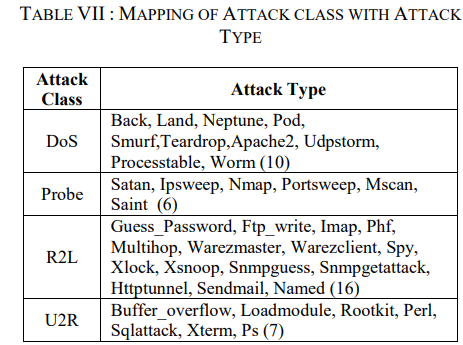 TABLE VII : MAPPING OF ATTACK CLASS WITH ATTACK
TYPE
Attack
Class
Attack Type
DoS
Back, Land, Neptune, Pod,
Smurf,Teardrop,Apache2, Udpstorm,
Processtable, Worm (10)
Probe
Satan, Ipsweep, Nmap, Portsweep, Mscan,
Saint (6)
R2L
Guess_Password, Ftp_write, Imap, Phf,
Multihop, Warezmaster, Warezclient, Spy,
Xlock, Xsnoop, Snmpguess, Snmpgetattack,
Httptunnel, Sendmail, Named (16)
U2R
Buffer_overflow, Loadmodule, Rootkit, Perl,
Sqlattack, Xterm, Ps (7)